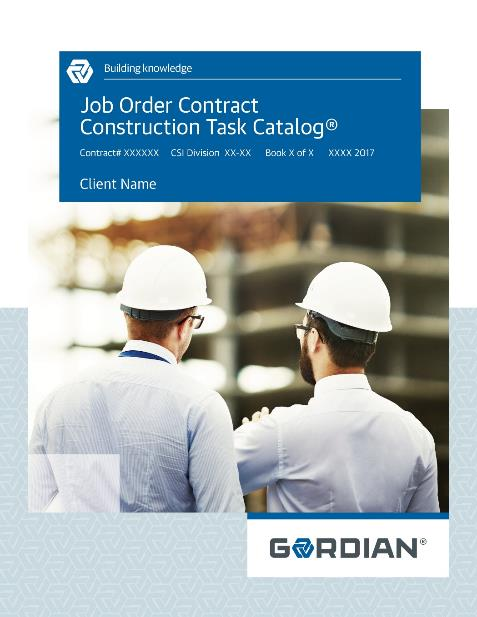 Building knowledge
Job Order Contract
Construction Task Catalog®
Contract# XXXXXX CSI Division XX-XX Book X of X XXXX 2017
Client Name
GORDIAN®